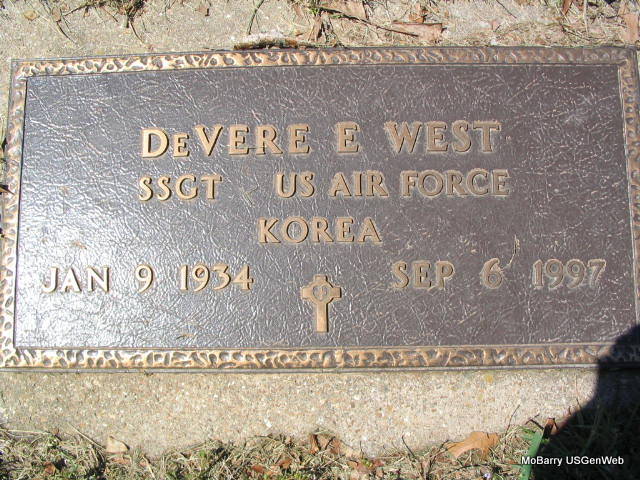 DeVERE E WEST
SSGT US AIR FORCE
KOREA
JAN 9 1934 SEP 6 1997
MoBarry USGenWeb